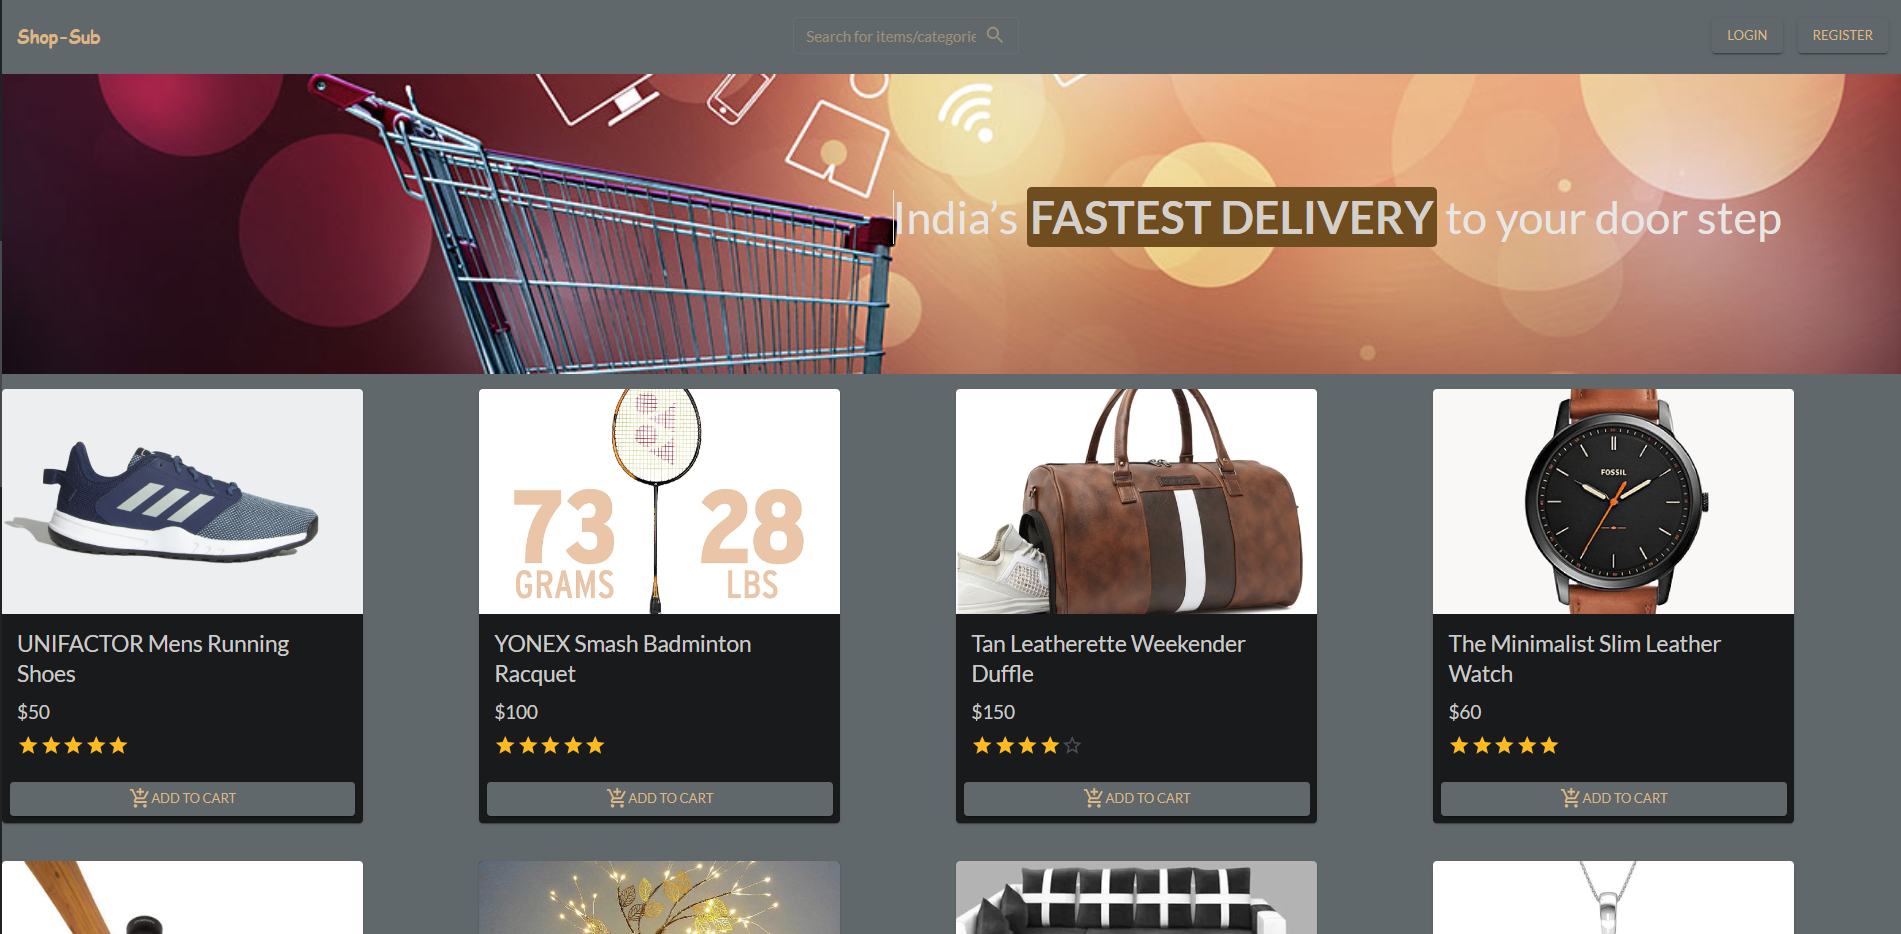 Shop-Sub
Search for items/categorie
LOGIN
REGISTER
India’s FASTEST DELIVERY to your door step
73
GRAMS
28
LBS
FOSSIL
UNIFACTOR Mens Running
Shoes
$50
ADD TO CART
YONEX Smash Badminton
Racquet
$100
ADD TO CART
Tan Leatherette Weekender
Duffle
$150
ADD TO CART
The Minimalist Slim Leather
Watch
$60
ADD TO CART